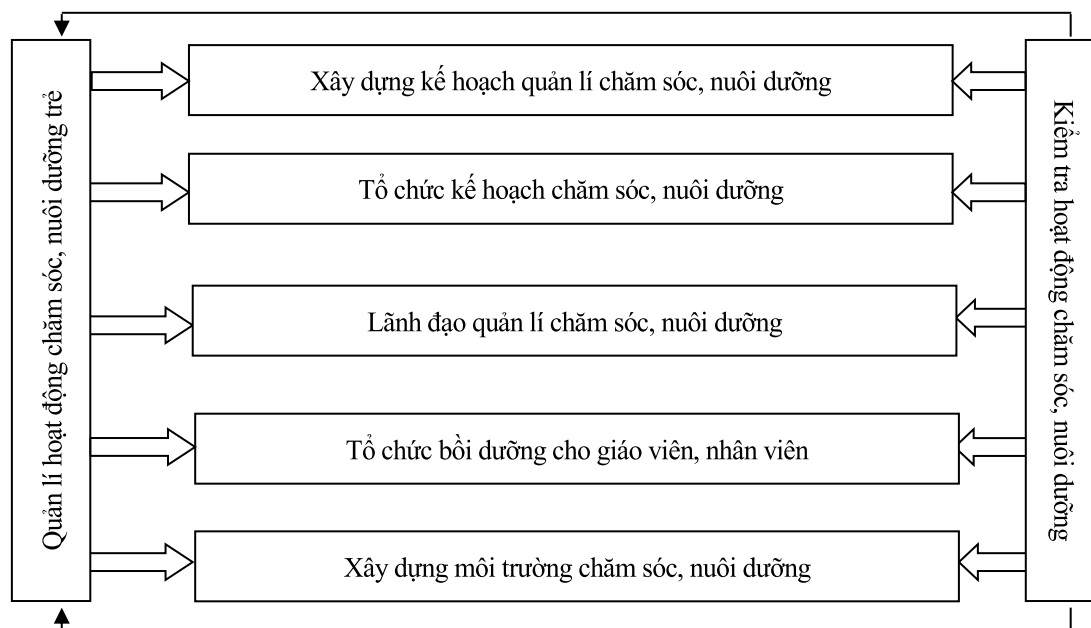 Quản lí hoạt động chăm sóc, nuôi dưỡng trẻ
Xây dựng kế hoạch quản lí chăm sóc, nuôi dưỡng
Tổ chức kế hoạch chăm sóc, nuôi dưỡng
Lãnh đạo quản lí chăm sóc, nuôi dưỡng
Tổ chức bồi dưỡng cho giáo viên, nhân viên
Xây dựng môi trường chăm sóc, nuôi dưỡng
Kiểm tra hoạt động chăm sóc, nuôi dưỡng